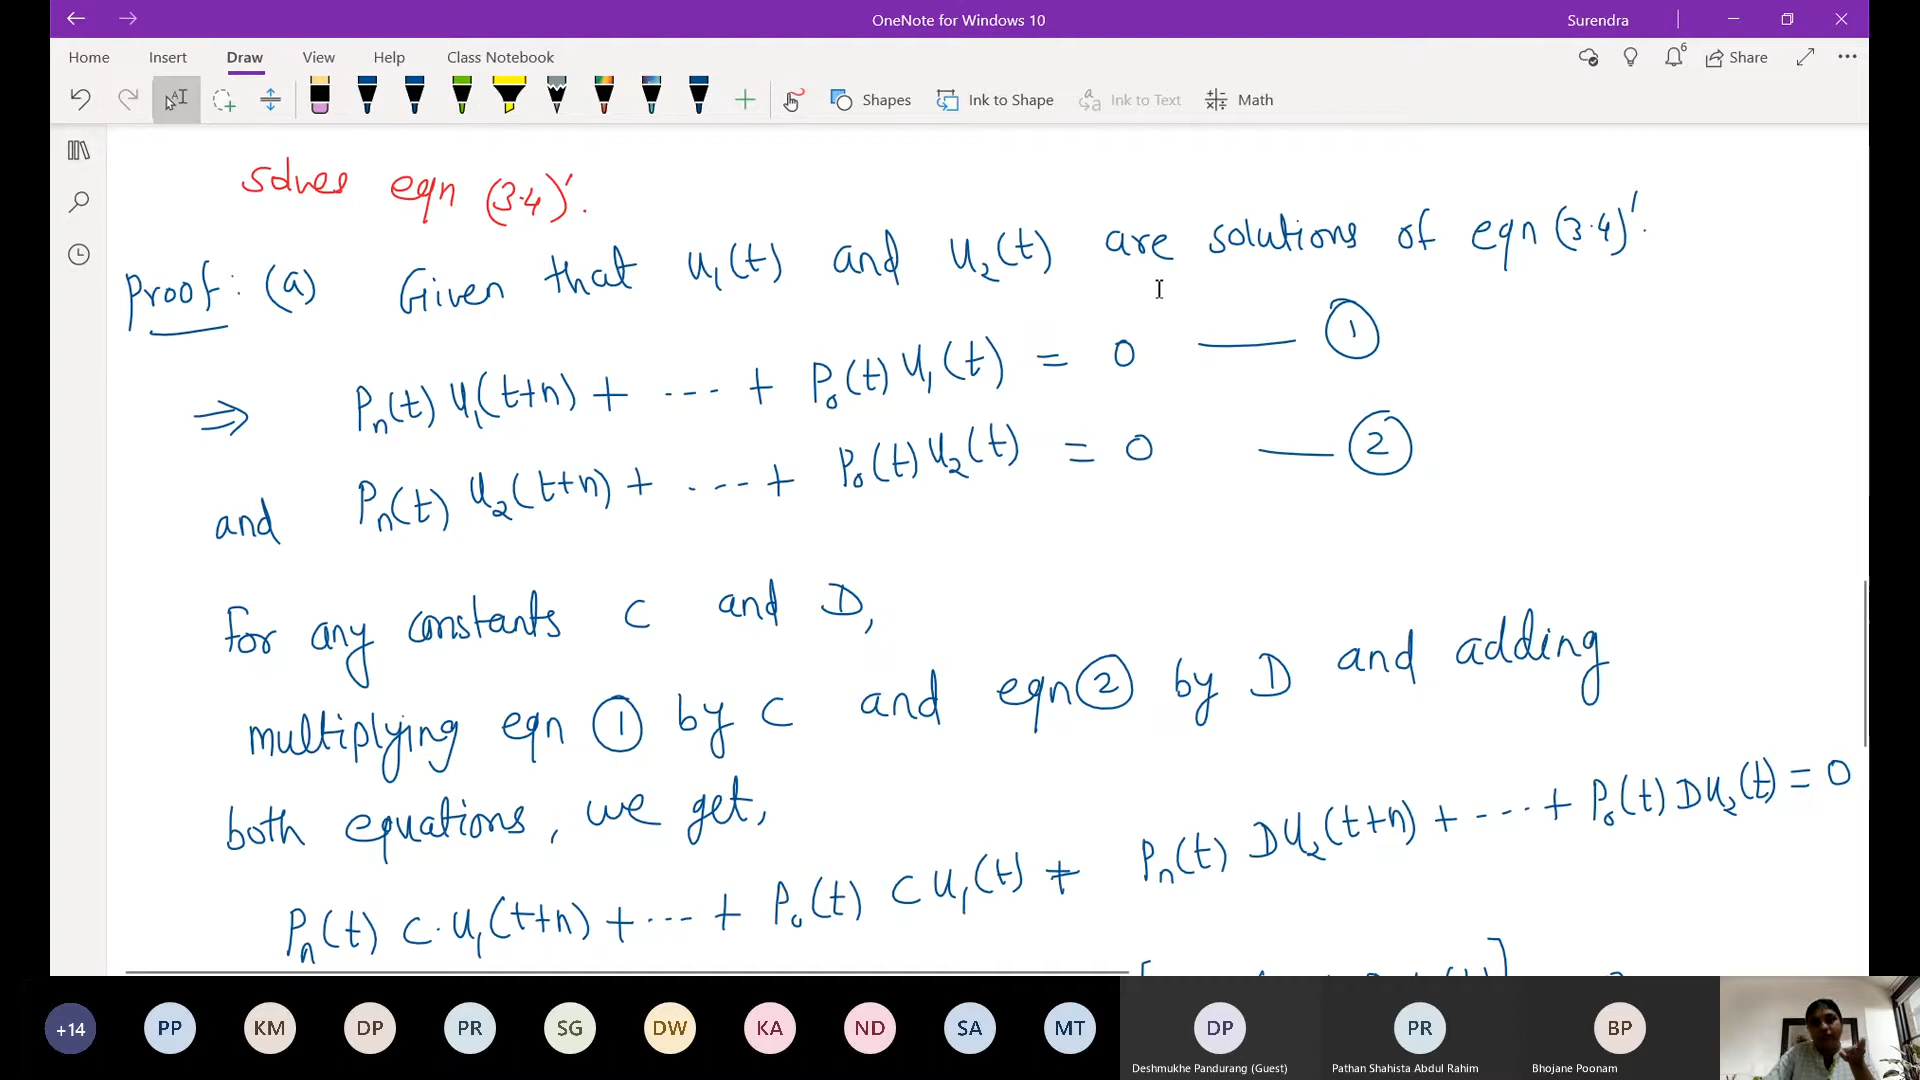 OneNote for Windows 10
Surendra
Home Insert Draw View Help Class Notebook
6
Share
Shapes Ink to Shape Ink to Text Math
solves eqn (3.4)'.
Proof: (a) Given that u₁(t) and u₂(t) are solutions of eqn (3.4)'.
⇒ Pₙ(t) u₁(t+n) + ---- + P₀(t) u₁(t) = 0 —— ①
and Pₙ(t) u₂(t+n) + ---- + P₀(t) u₂(t) = 0 —— ②
For any constants C and D,
multiplying eqn ① by C and eqn ② by D and adding
both equations, we get,
Pₙ(t) C·u₁(t+n) + ---- + P₀(t) C u₁(t) + Pₙ(t) D u₂(t+n) + ---- + P₀(t) D u₂(t) = 0
+14 PP KM DP PR SG DW KA ND SA MT DP PR BP
Deshmukhe Pandurang (Guest) Pathan Shahista Abdul Rahim Bhojane Poonam